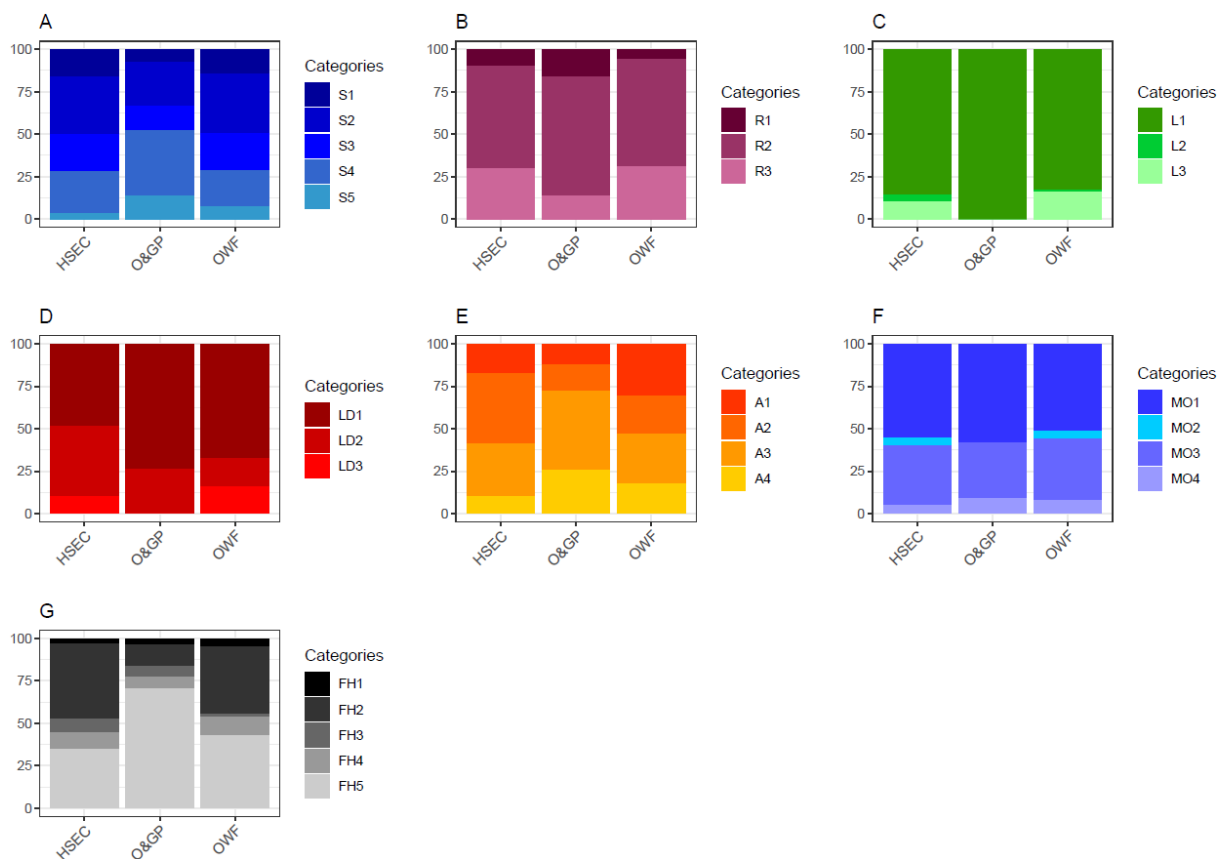 A
100
75
50
25
0
HSEC
O&GP
OWF
Categories
S1
S2
S3
S4
S5
B
100
75
50
25
0
HSEC
O&GP
OWF
Categories
R1
R2
R3
C
100
75
50
25
0
HSEC
O&GP
OWF
Categories
L1
L2
L3
D
100
75
50
25
0
HSEC
O&GP
OWF
Categories
LD1
LD2
LD3
E
100
75
50
25
0
HSEC
O&GP
OWF
Categories
A1
A2
A3
A4
F
100
75
50
25
0
HSEC
O&GP
OWF
Categories
MO1
MO2
MO3
MO4
G
100
75
50
25
0
HSEC
O&GP
OWF
Categories
FH1
FH2
FH3
FH4
FH5